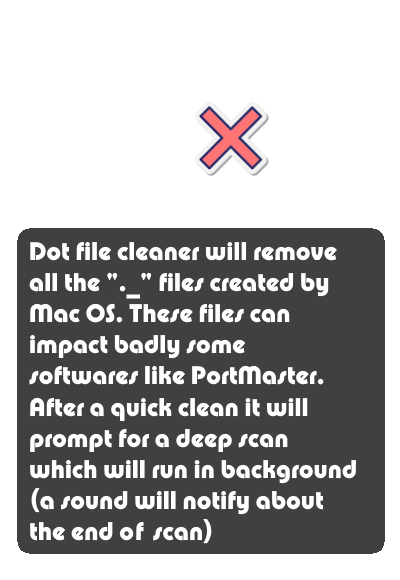 Dot file cleaner will remove
all the "._" files created by
Mac OS. These files can
impact badly some
softwares like PortMaster.
After a quick clean it will
prompt for a deep scan
which will run in background
(a sound will notify about
the end of scan)